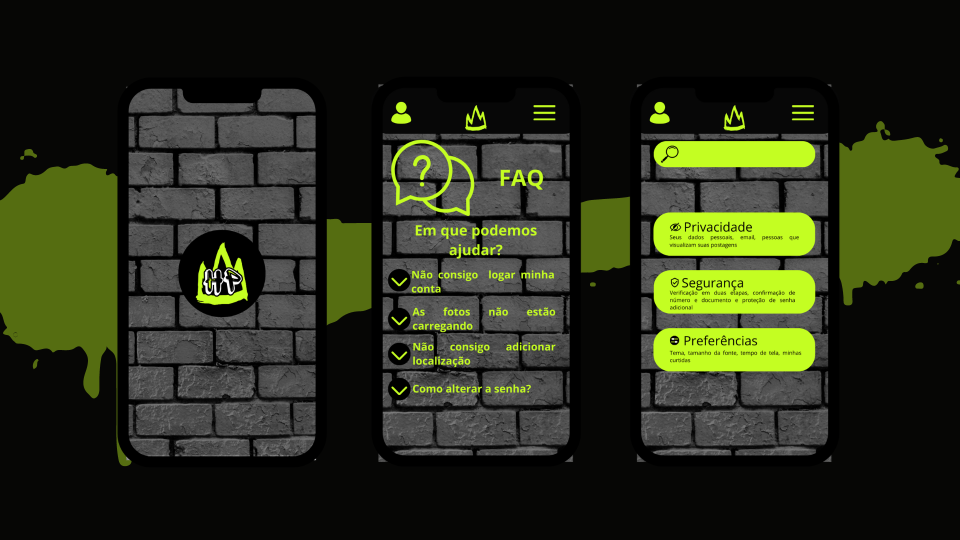 HP
FAQ
Em que podemos
ajudar?
Não consigo logar minha
conta
As fotos não estão
carregando
Não consigo adicionar
localização
Como alterar a senha?
Privacidade
Seus dados pessoais, email, pessoas que
visualizam suas postagens
Segurança
Verificação em duas etapas, confirmação de
número e documento e proteção de senha
adicional
Preferências
Tema, tamanho da fonte, tempo de tela, minhas
curtidas